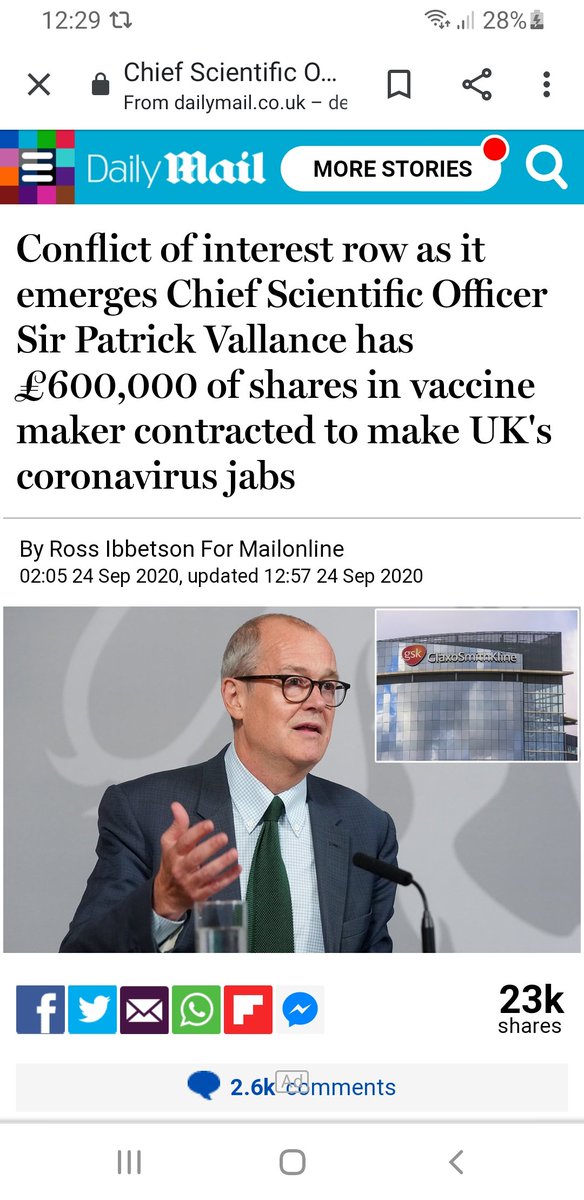 12:29 28%
Chief Scientific O...
From dailymail.co.uk – de
Daily Mail MORE STORIES
Conflict of interest row as it
emerges Chief Scientific Officer
Sir Patrick Vallance has
£600,000 of shares in vaccine
maker contracted to make UK's
coronavirus jabs
By Ross Ibbetson For Mailonline
02:05 24 Sep 2020, updated 12:57 24 Sep 2020
gsk GlaxoSmithKline
23k
shares
2.6k comments
Ad